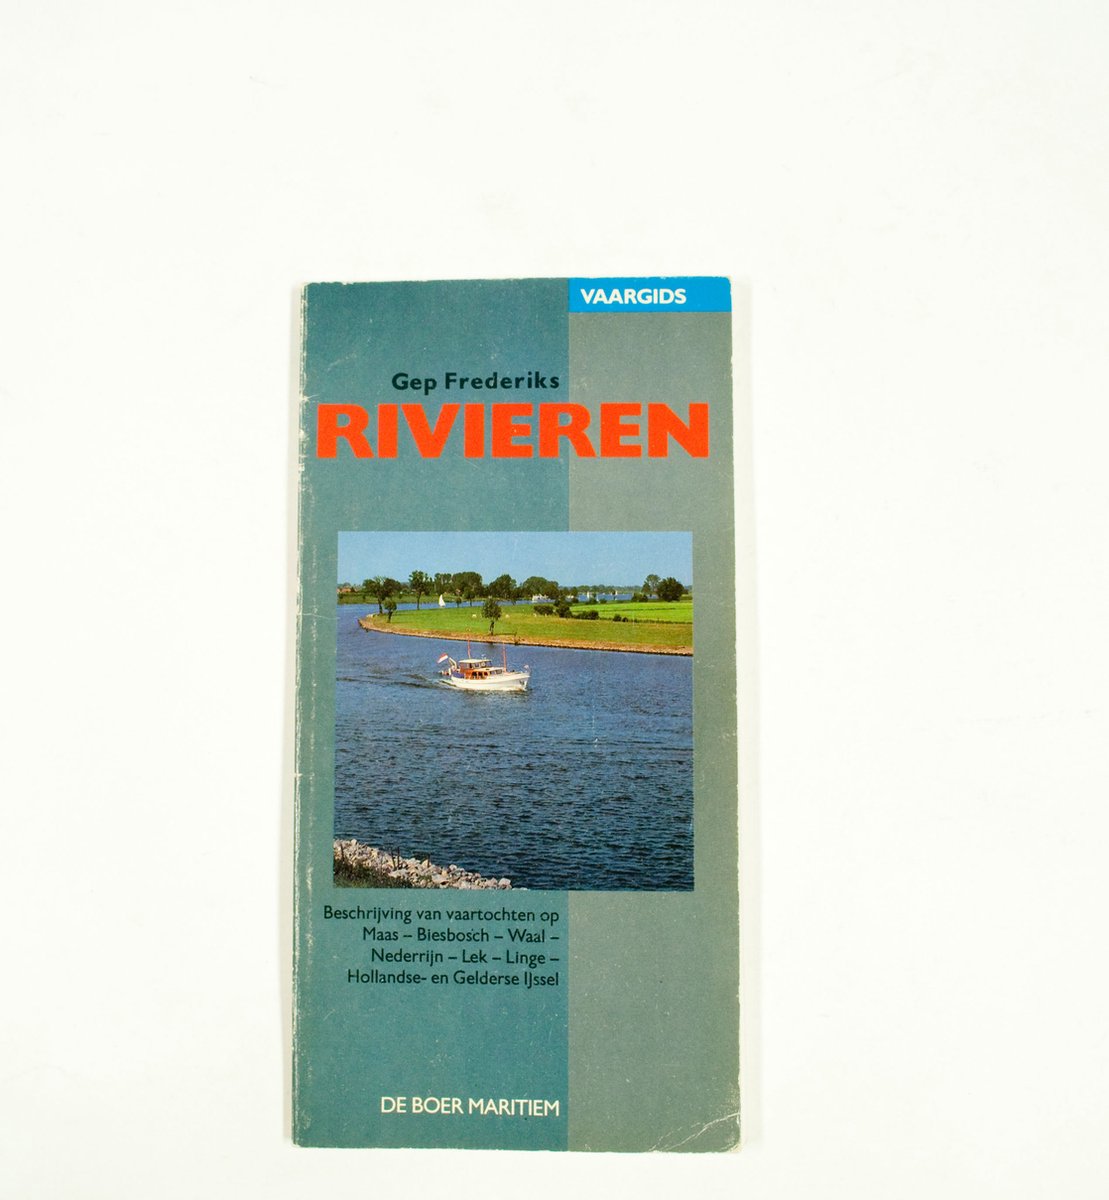 VAARGIDS
Gep Frederiks
RIVIEREN
Beschrijving van vaartochten op
Maas – Biesbosch – Waal –
Nederrijn – Lek – Linge –
Hollandse- en Gelderse IJssel
DE BOER MARITIEM